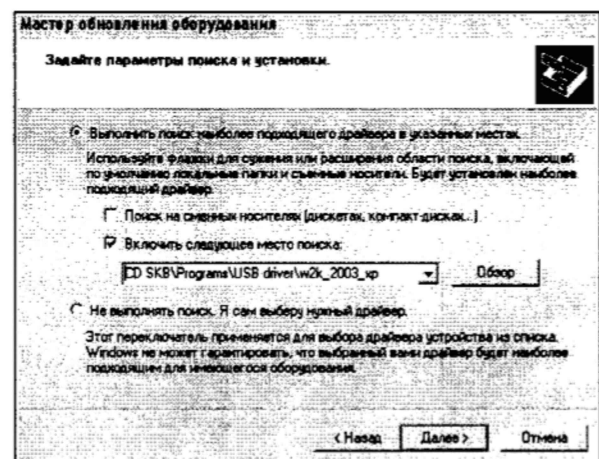 Мастер обновления оборудования
Задайте параметры поиска и установки.
Выполнить поиск наиболее подходящего драйвера в указанных местах.
Используйте флажки для сужения или расширения области поиска, включающей
по умолчанию локальные папки и съемные носители. Будет установлен наиболее
подходящий драйвер.
Поиск на сменных носителях (дискетах, компакт-дисках...)
Включить следующее место поиска:
CD SKB\Programs\USB driver\w2k_2003_xp
Обзор
Не выполнять поиск. Я сам выберу нужный драйвер.
Этот переключатель применяется для выбора драйвера устройства из списка.
Windows не может гарантировать, что выбранный вами драйвер будет наиболее
подходящим для имеющегося оборудования.
< Назад Далее > Отмена